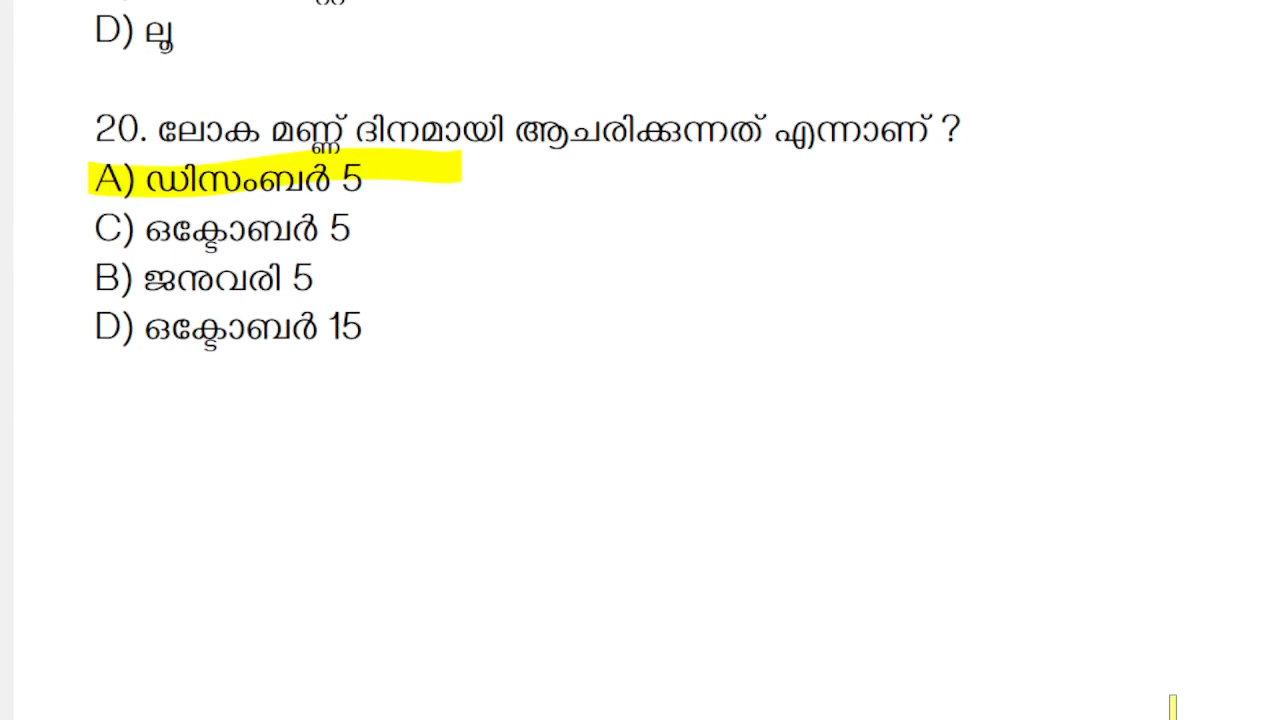 D) ലൂ
20. ലോക മണ്ണ് ദിനമായി ആചരിക്കുന്നത് എന്നാണ് ?
A) ഡിസംബർ 5
C) ഒക്ടോബർ 5
B) ജനുവരി 5
D) ഒക്ടോബർ 15